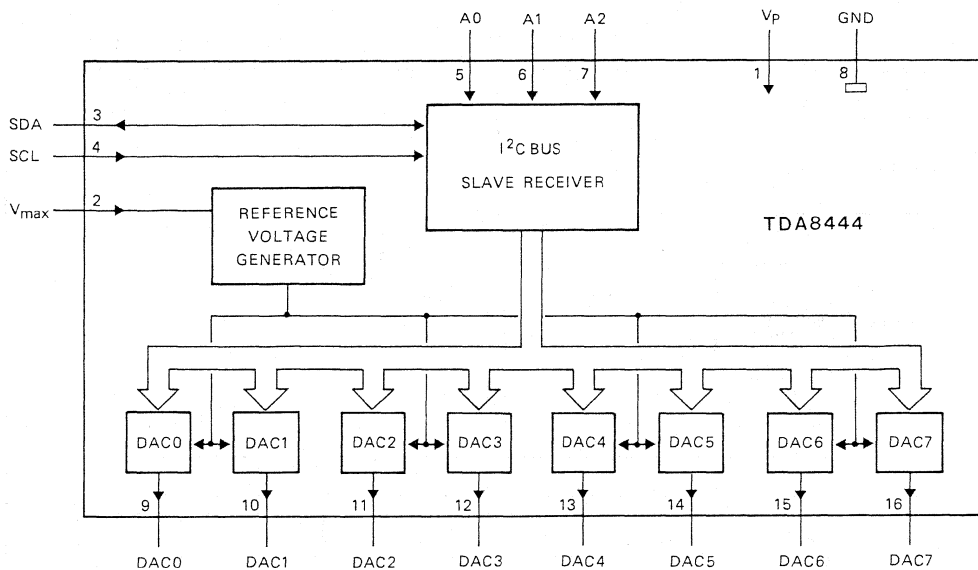 A0 A1 A2 VP GND
5 6 7 1 8
SDA 3
SCL 4
I²C BUS
SLAVE RECEIVER
Vmax 2
REFERENCE
VOLTAGE
GENERATOR
TDA8444
DAC0 DAC1 DAC2 DAC3 DAC4 DAC5 DAC6 DAC7
9 10 11 12 13 14 15 16
DAC0 DAC1 DAC2 DAC3 DAC4 DAC5 DAC6 DAC7